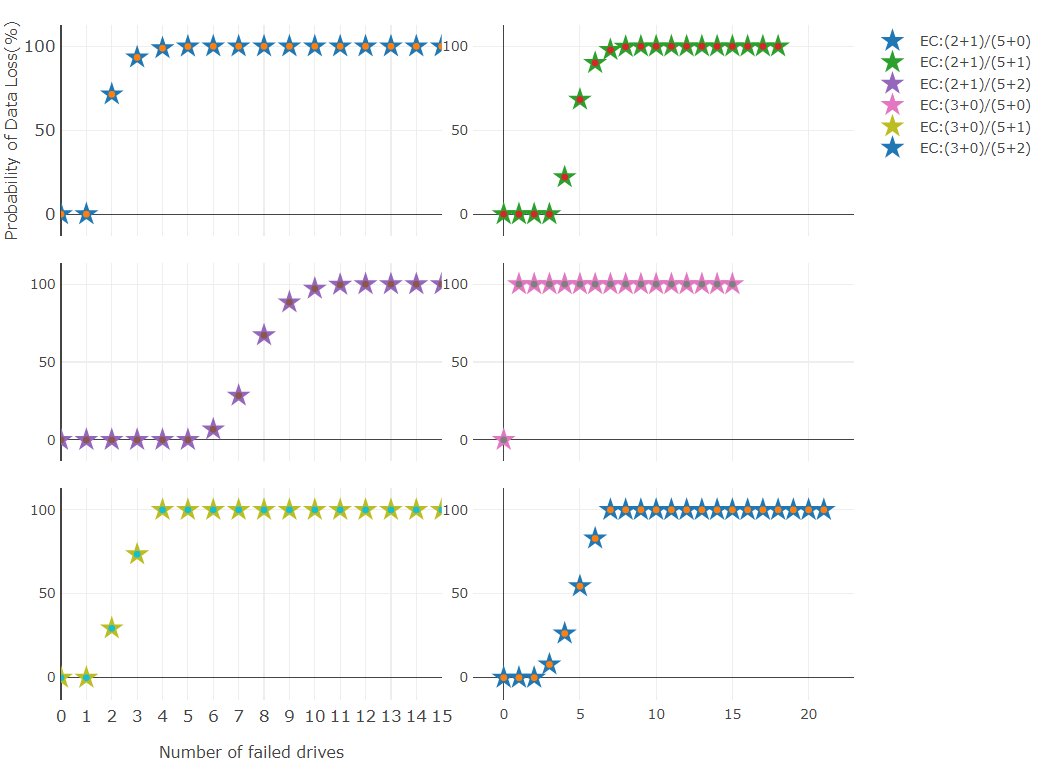 Probability of Data Loss(%)
100
50
0
100
50
0
EC:(2+1)/(5+0)
EC:(2+1)/(5+1)
EC:(2+1)/(5+2)
EC:(3+0)/(5+0)
EC:(3+0)/(5+1)
EC:(3+0)/(5+2)
100
50
0
100
50
0
100
50
0
100
50
0
0 1 2 3 4 5 6 7 8 9 10 11 12 13 14 15
0 5 10 15 20
Number of failed drives